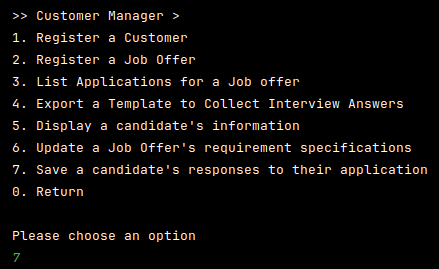 >> Customer Manager >
1. Register a Customer
2. Register a Job Offer
3. List Applications for a Job offer
4. Export a Template to Collect Interview Answers
5. Display a candidate's information
6. Update a Job Offer's requirement specifications
7. Save a candidate's responses to their application
0. Return
Please choose an option
7